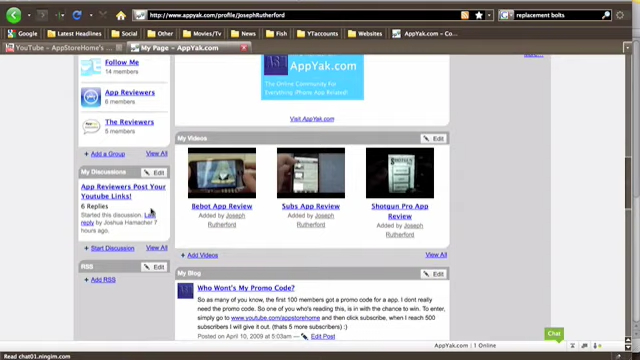 http://www.appyak.com/profile/JosephRutherford
replacement bolts
Google
Latest Headlines
Social
Other
Movies/Tv
News
Fish
YTaccounts
Websites
AppYak.com - Co...
YouTube - AppStoreHome's ...
My Page - AppYak.com
Follow Me
14 members
App Reviewers
6 members
The Reviewers
5 members
+ Add a Group
View All
My Discussions
Edit
App Reviewers Post Your
Youtube Links!
6 Replies
Started this discussion. Last
reply by Joshua Hamacher 7
hours ago.
+ Start Discussion
View All
RSS
Edit
+ Add RSS
AppYak.com
The Online Community For
Everything iPhone App Related!
Visit AppYak.com
My Videos
Edit
Bebot App Review
Added by Joseph
Rutherford
Subs App Review
Added by Joseph
Rutherford
SHOTGUN
Shotgun Pro App
Review
Added by Joseph
Rutherford
+ Add Videos
View All
My Blog
Edit
Who Wont's My Promo Code?
So as many of you know, the first 100 members got a promo code for a app. I dont really
need the promo code. So one of you who's reading this, is in with the chance to win. To enter,
simply go to www.youtube.com/appstorehome and then click subscribe, when I reach 500
subscribers I will give it out. (thats 5 more subscribers) :)
Posted on April 10, 2009 at 5:03am —
Edit Post
Chat
AppYak.com | 1 Online
Read chat01.ningim.com